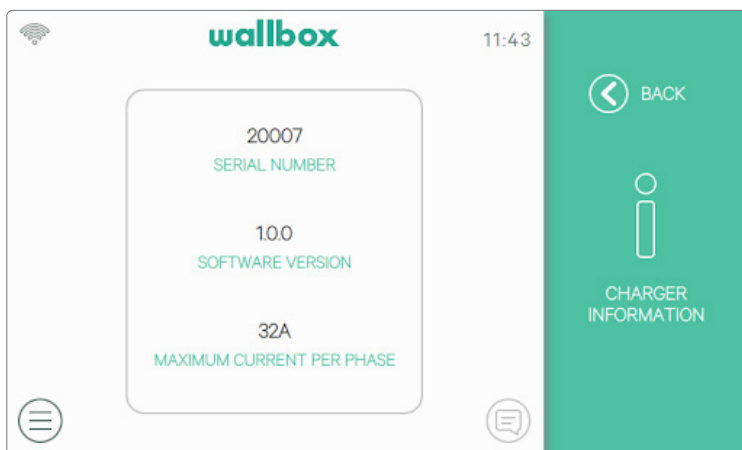 wallbox
11:43
20007
SERIAL NUMBER
1.0.0
SOFTWARE VERSION
32A
MAXIMUM CURRENT PER PHASE
BACK
CHARGER
INFORMATION